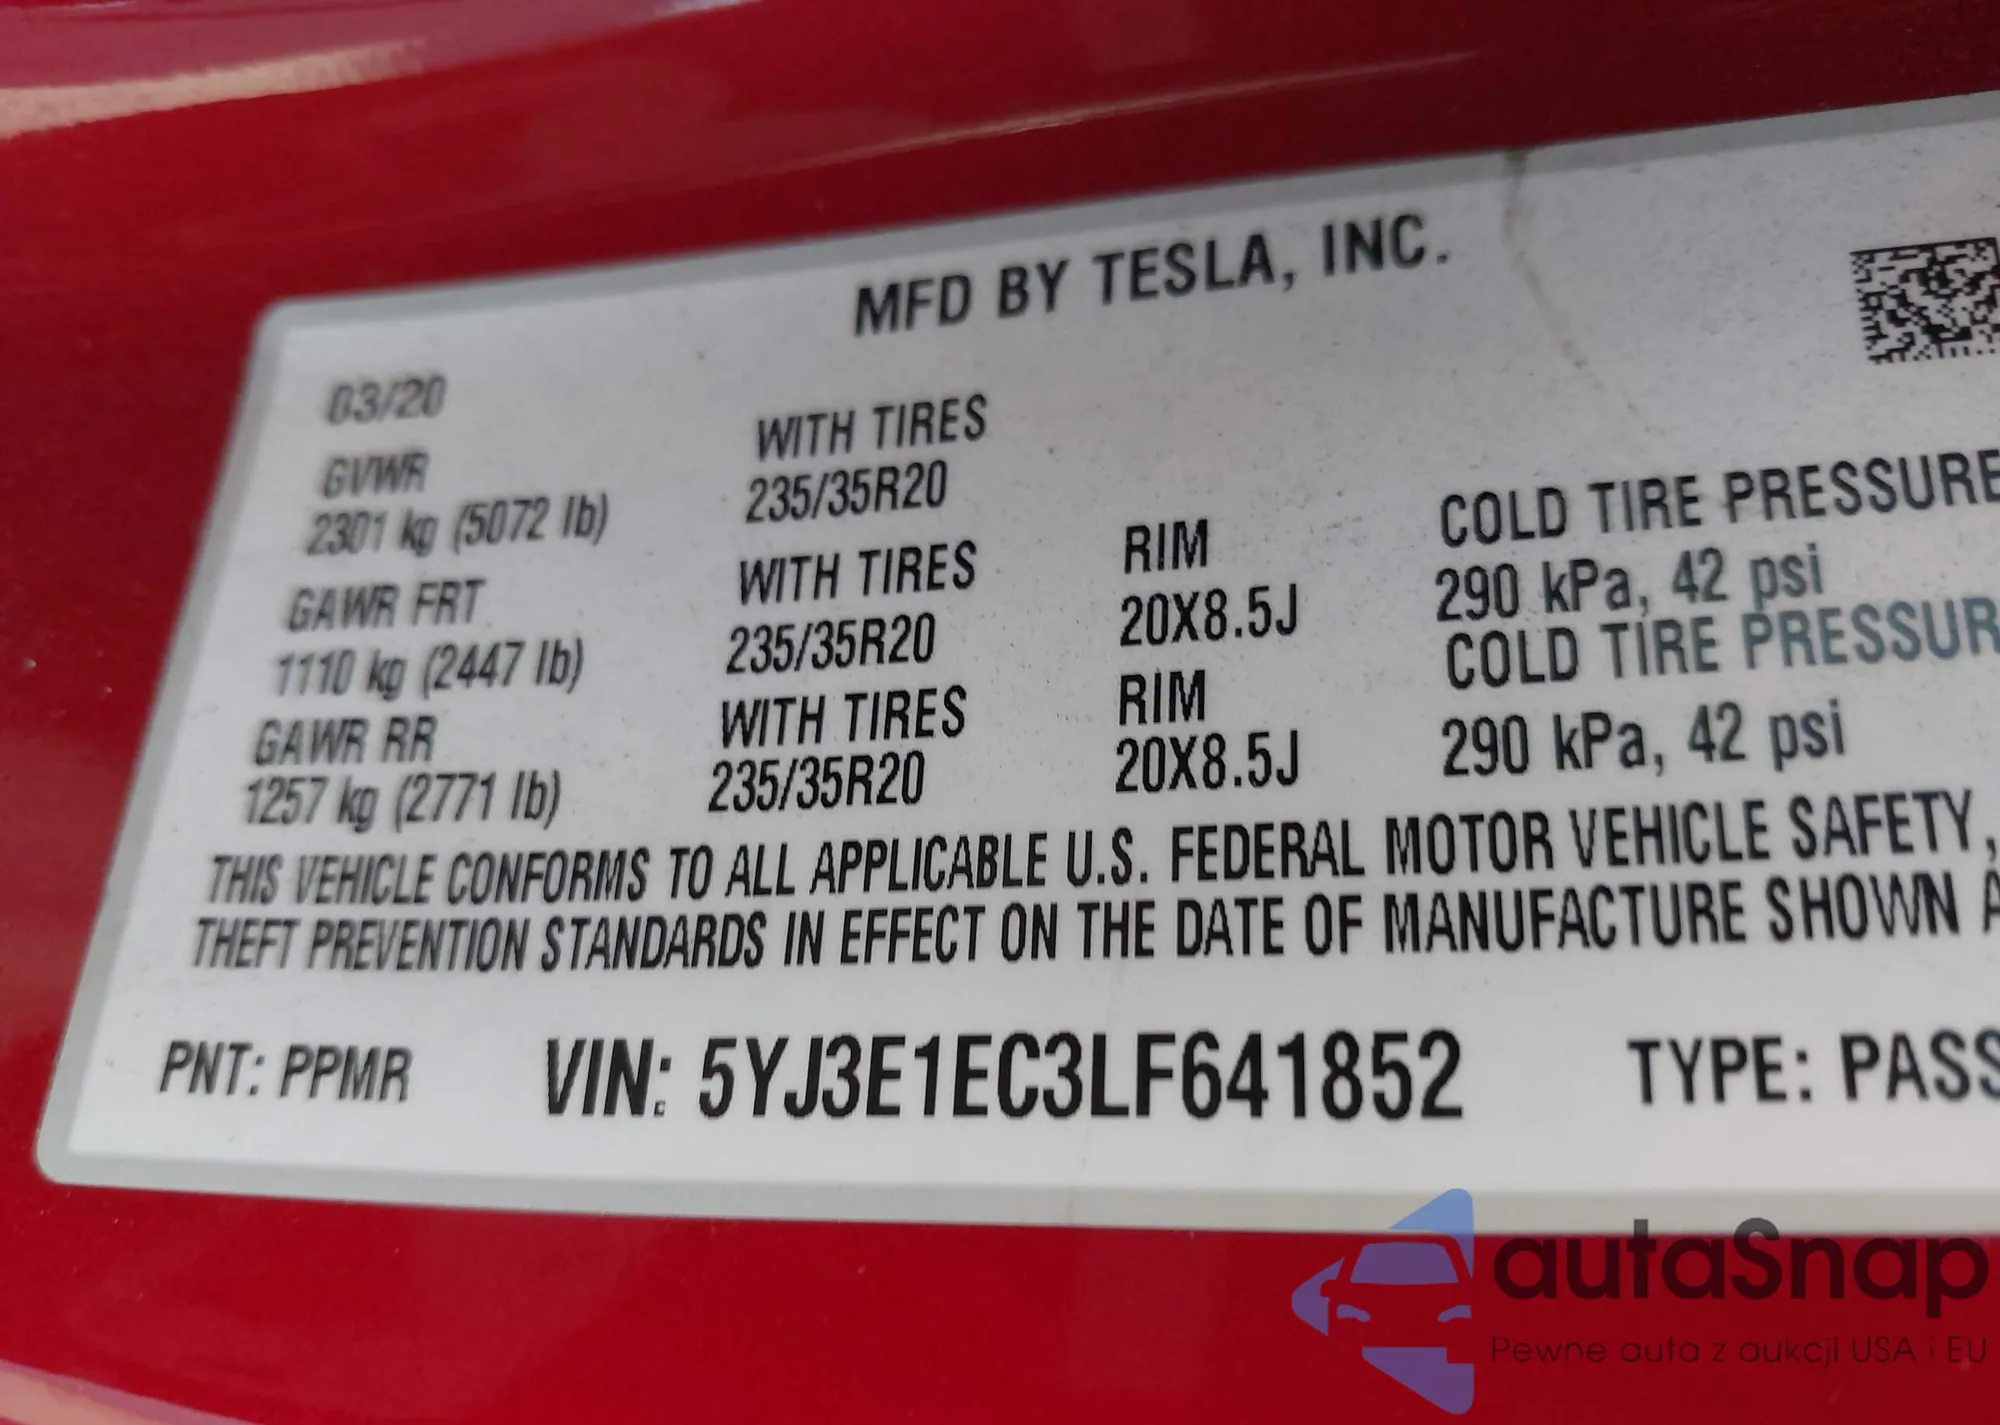 MFD BY TESLA, INC.
03/20
GVWR
2301 kg (5072 lb)
WITH TIRES
235/35R20
GAWR FRT
1110 kg (2447 lb)
WITH TIRES
235/35R20
RIM
20X8.5J
COLD TIRE PRESSURE
290 kPa, 42 psi
GAWR RR
1257 kg (2771 lb)
WITH TIRES
235/35R20
RIM
20X8.5J
COLD TIRE PRESSUR
290 kPa, 42 psi
THIS VEHICLE CONFORMS TO ALL APPLICABLE U.S. FEDERAL MOTOR VEHICLE SAFETY,
THEFT PREVENTION STANDARDS IN EFFECT ON THE DATE OF MANUFACTURE SHOWN A
PNT: PPMR VIN: 5YJ3E1EC3LF641852 TYPE: PASS
autaSnap
Pewne auta z aukcji USA i EU